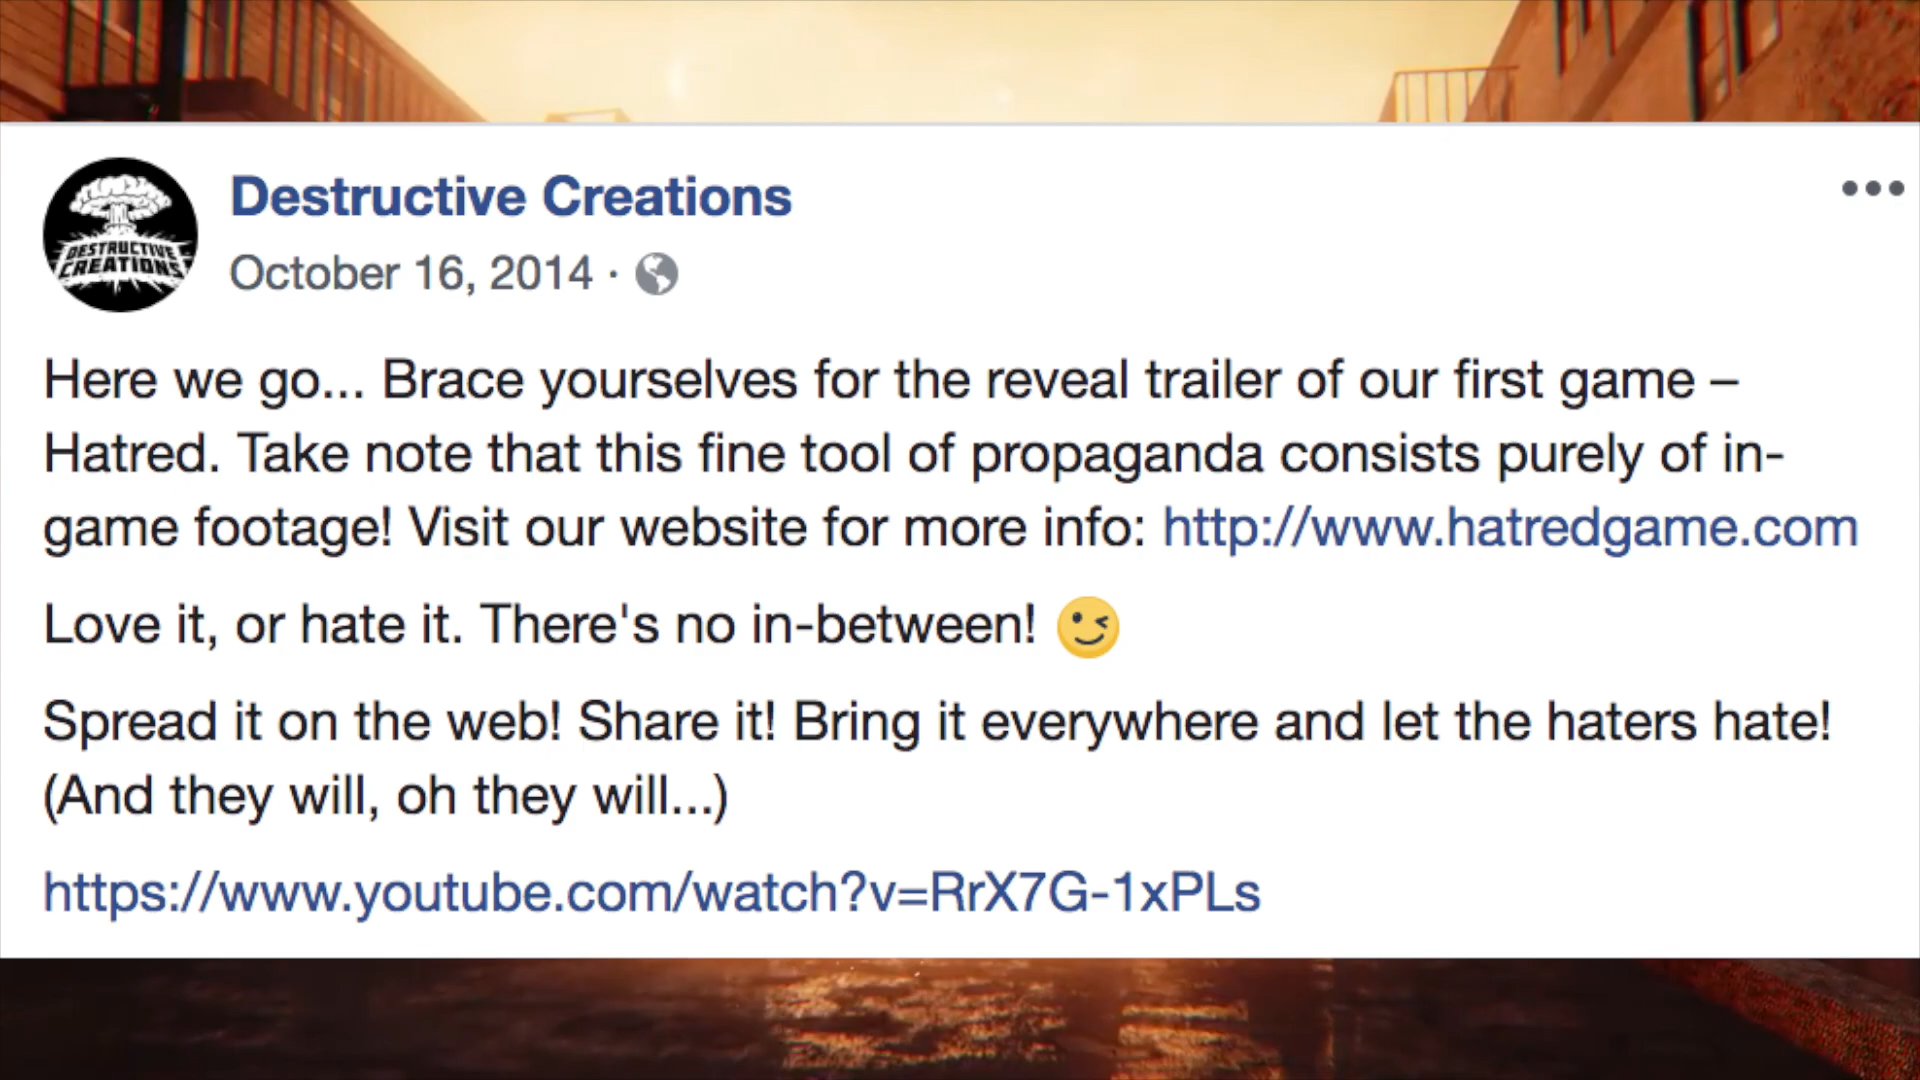 DESTRUCTIVE
CREATIONS
Destructive Creations
October 16, 2014 ·
Here we go... Brace yourselves for the reveal trailer of our first game –
Hatred. Take note that this fine tool of propaganda consists purely of in-
game footage! Visit our website for more info: http://www.hatredgame.com
Love it, or hate it. There's no in-between! 😉
Spread it on the web! Share it! Bring it everywhere and let the haters hate!
(And they will, oh they will...)
https://www.youtube.com/watch?v=RrX7G-1xPLs